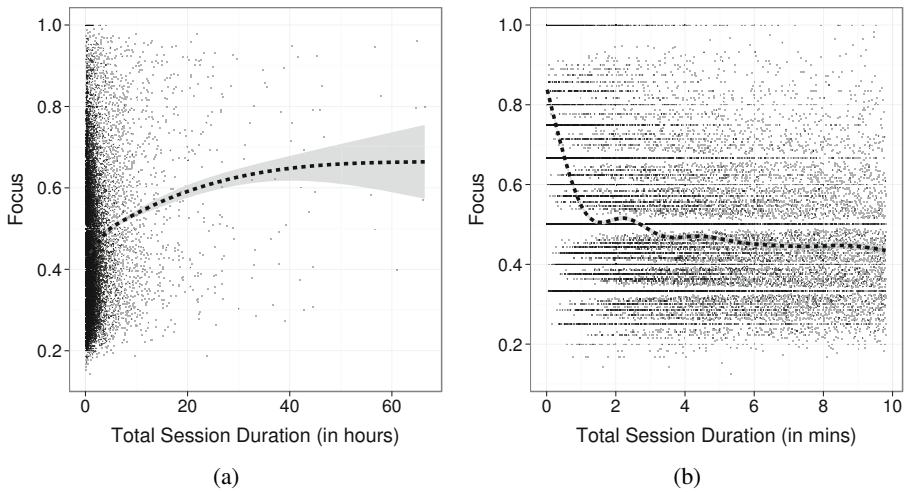 1.0
0.8
0.6
0.4
0.2
Focus
0 20 40 60
Total Session Duration (in hours)
(a)
1.0
0.8
0.6
0.4
0.2
Focus
0 2 4 6 8 10
Total Session Duration (in mins)
(b)